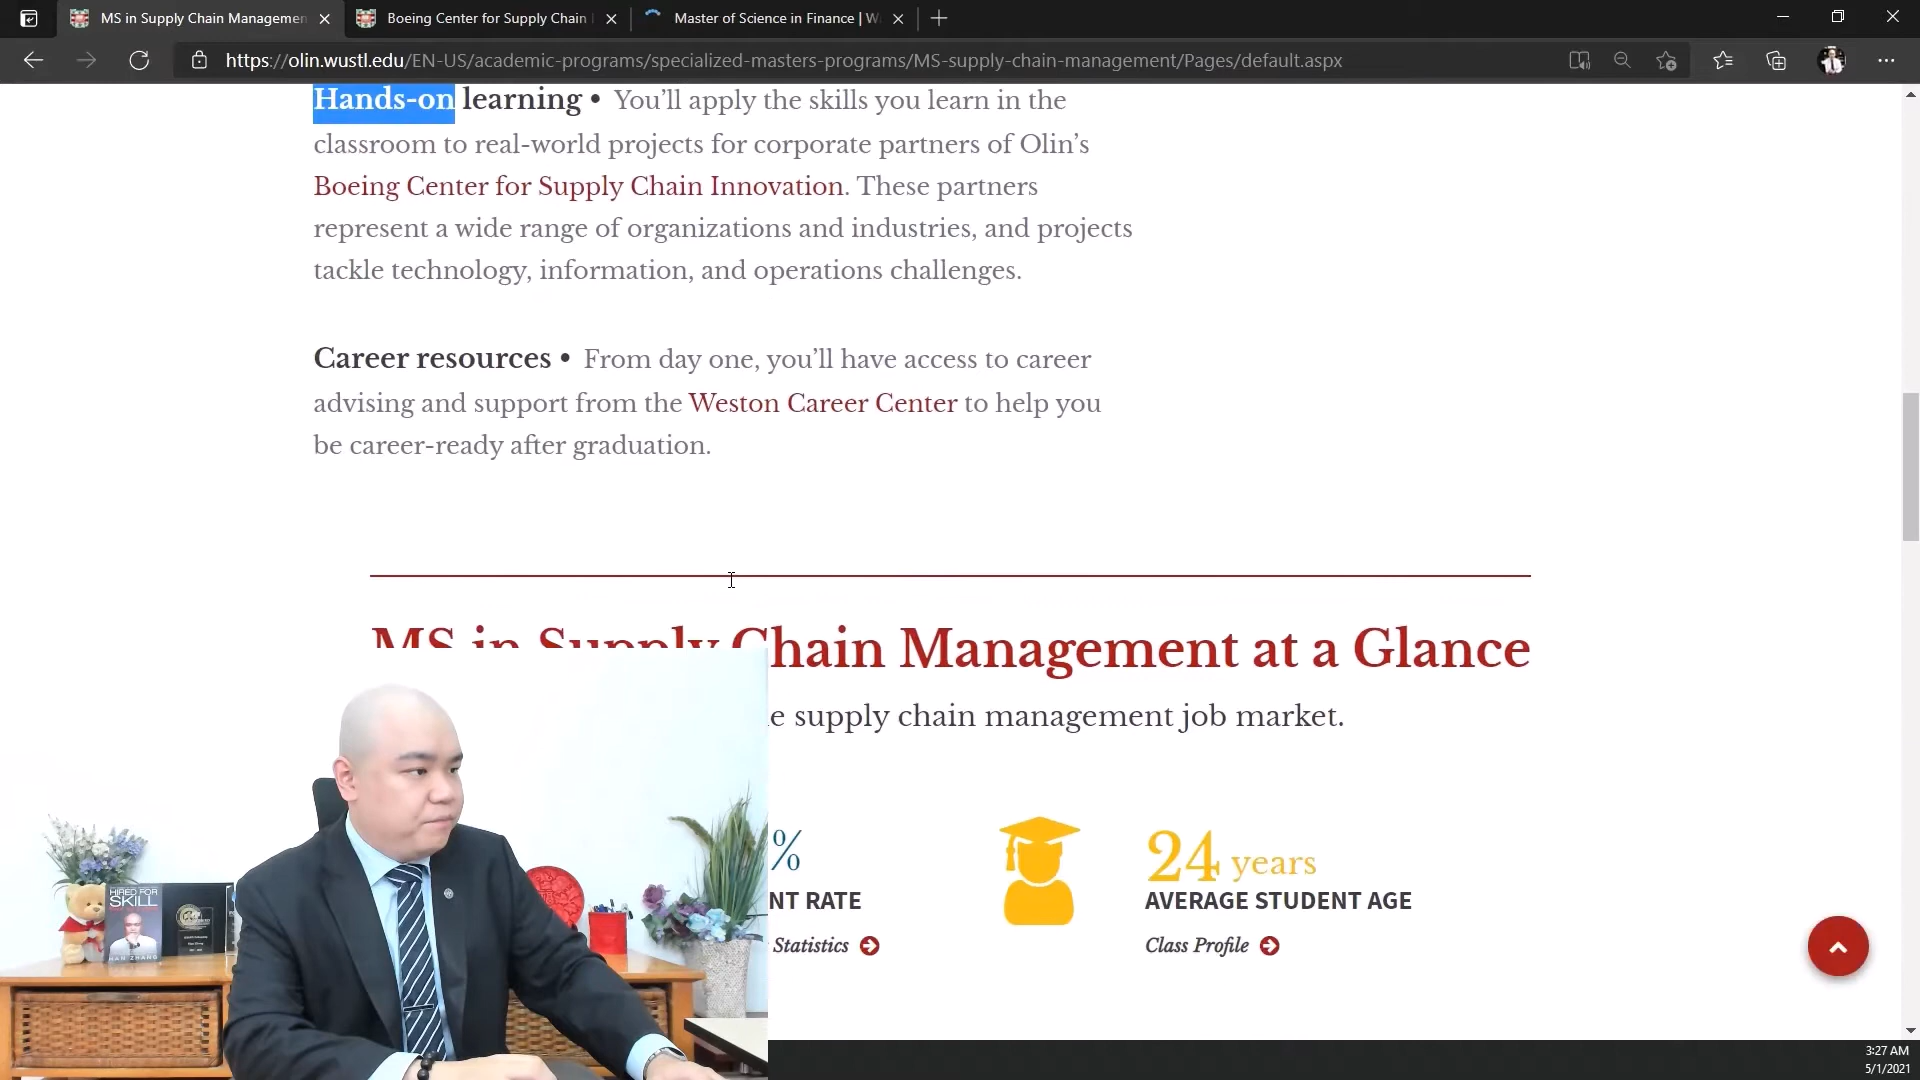 MS in Supply Chain Managemen
Boeing Center for Supply Chain
Master of Science in Finance | W
https://olin.wustl.edu/EN-US/academic-programs/specialized-masters-programs/MS-supply-chain-management/Pages/default.aspx
Hands-on learning • You’ll apply the skills you learn in the
classroom to real-world projects for corporate partners of Olin’s
Boeing Center for Supply Chain Innovation. These partners
represent a wide range of organizations and industries, and projects
tackle technology, information, and operations challenges.
Career resources • From day one, you’ll have access to career
advising and support from the Weston Career Center to help you
be career-ready after graduation.
MS in Supply Chain Management at a Glance
e supply chain management job market.
%
24 years
NT RATE
AVERAGE STUDENT AGE
Statistics
Class Profile
HIRED FOR
SKILL
HAN ZHANG
3:27 AM
5/1/2021